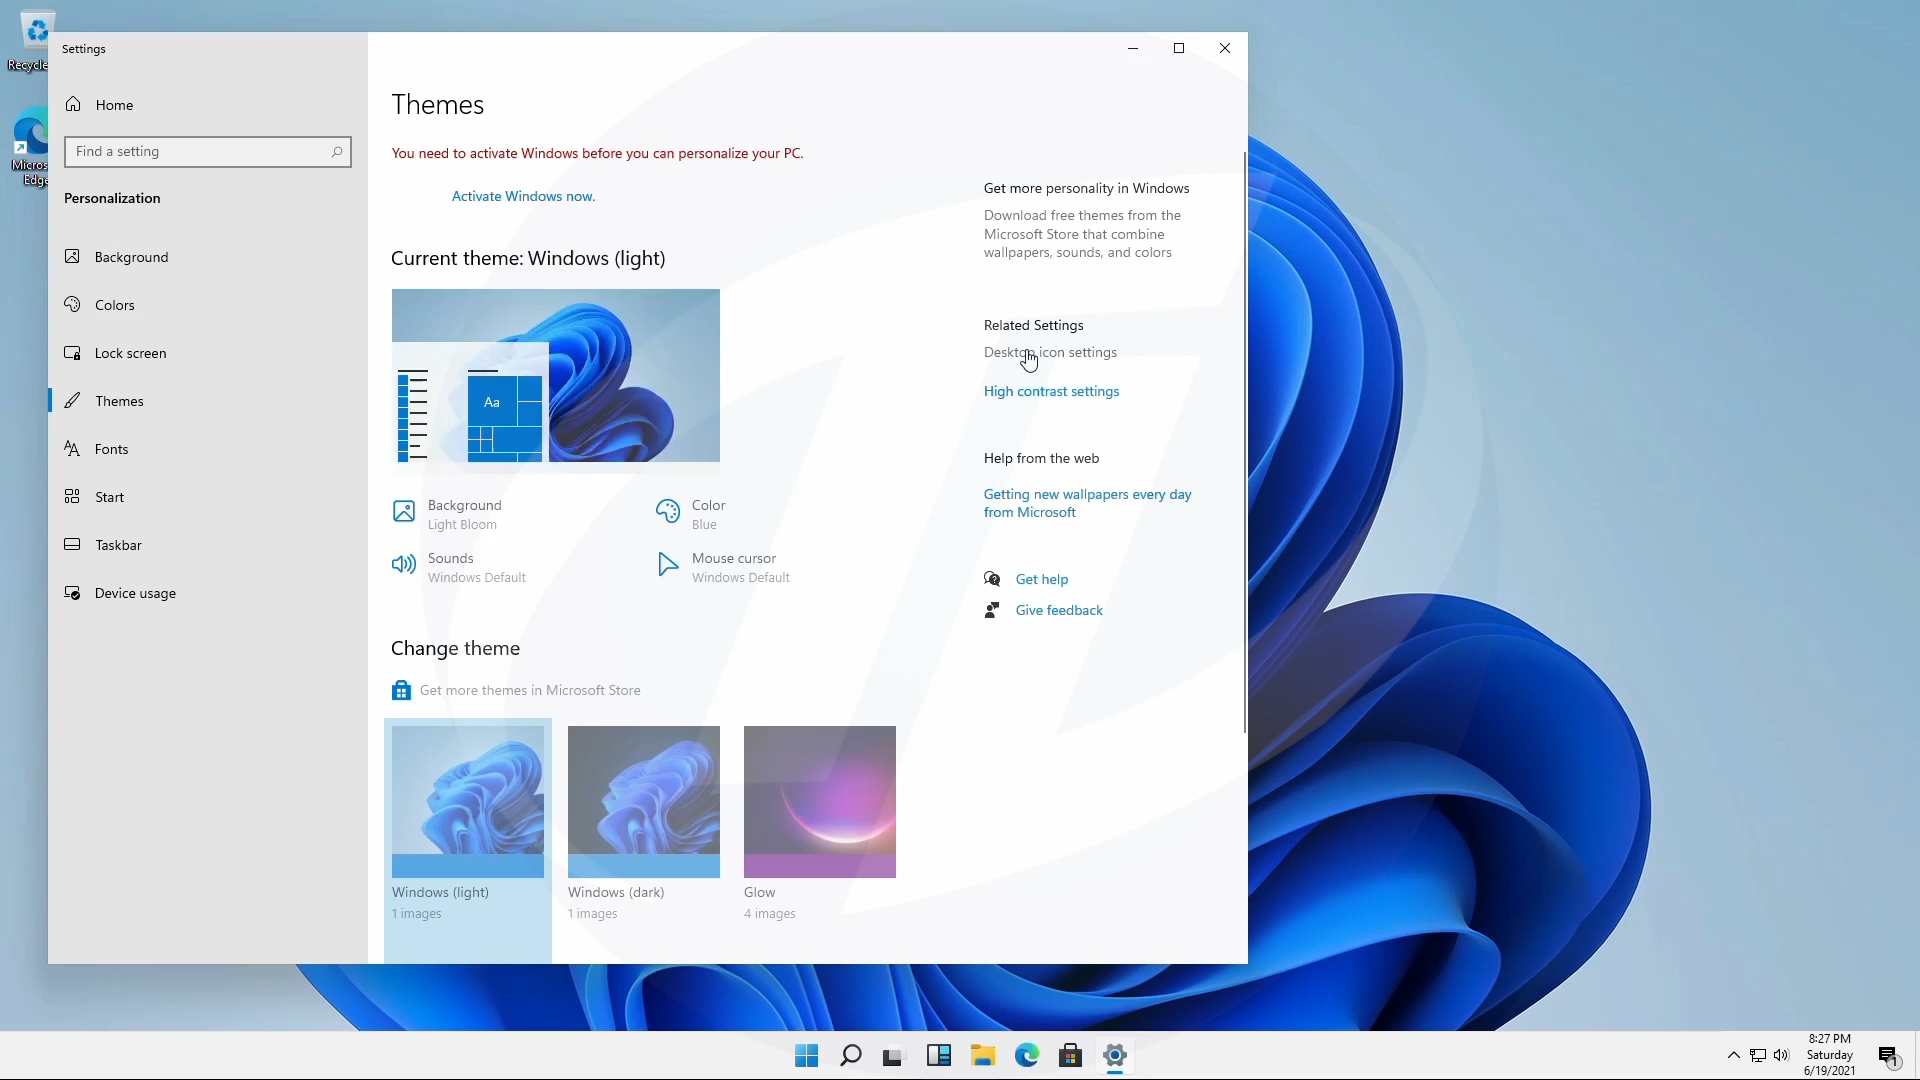 Recycle
Micros
Edge
Settings
Home
Find a setting
Personalization
Background
Colors
Lock screen
Themes
Fonts
Start
Taskbar
Device usage
Themes
You need to activate Windows before you can personalize your PC.
Activate Windows now.
Current theme: Windows (light)
Aa
Background
Light Bloom
Color
Blue
Sounds
Windows Default
Mouse cursor
Windows Default
Change theme
Get more themes in Microsoft Store
Windows (light)
1 images
Windows (dark)
1 images
Glow
4 images
Get more personality in Windows
Download free themes from the
Microsoft Store that combine
wallpapers, sounds, and colors
Related Settings
Desktop icon settings
High contrast settings
Help from the web
Getting new wallpapers every day
from Microsoft
Get help
Give feedback
8:27 PM
Saturday
6/19/2021
1